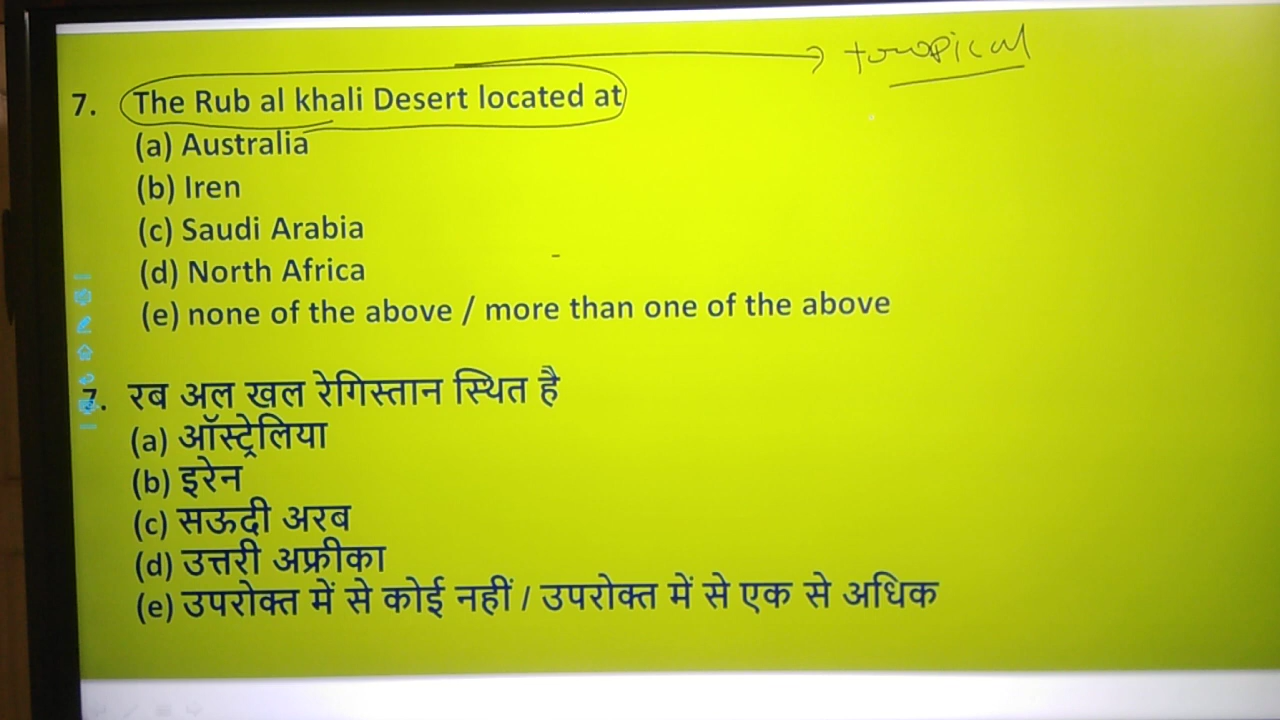 tropical
7. The Rub al khali Desert located at
(a) Australia
(b) Iren
(c) Saudi Arabia
(d) North Africa
(e) none of the above / more than one of the above
7. रब अल खल रेगिस्तान स्थित है
(a) ऑस्ट्रेलिया
(b) इरेन
(c) सऊदी अरब
(d) उत्तरी अफ्रीका
(e) उपरोक्त में से कोई नहीं / उपरोक्त में से एक से अधिक